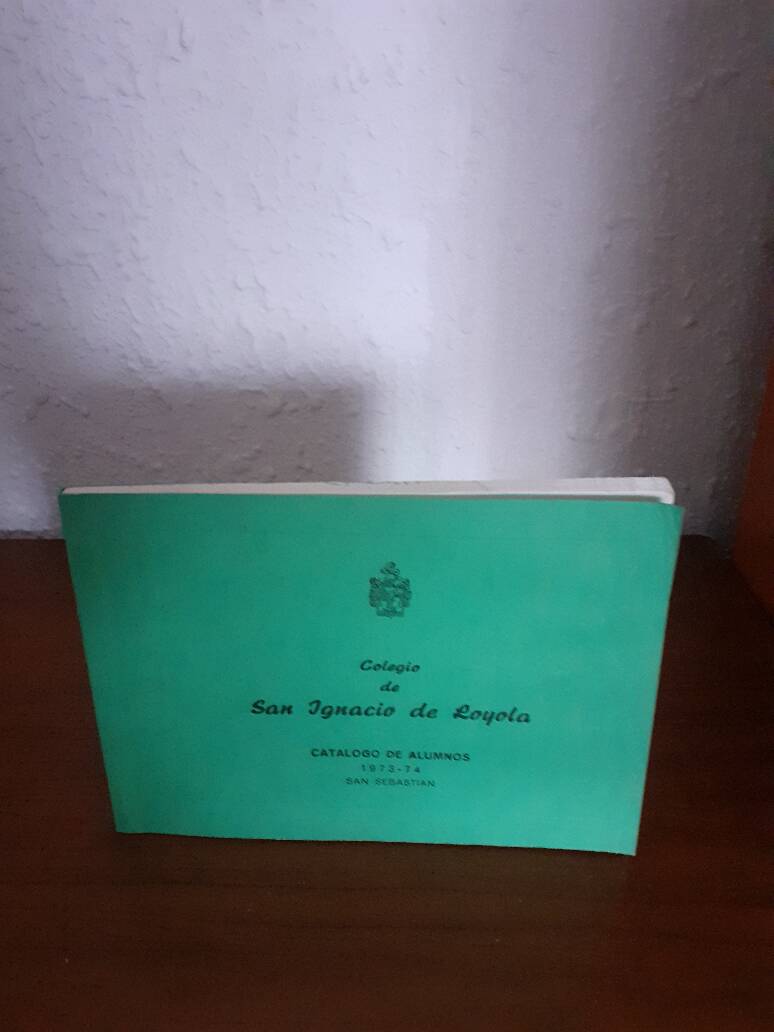 Colegio
de
San Ignacio de Loyola
CATALOGO DE ALUMNOS
1973-74
SAN SEBASTIAN